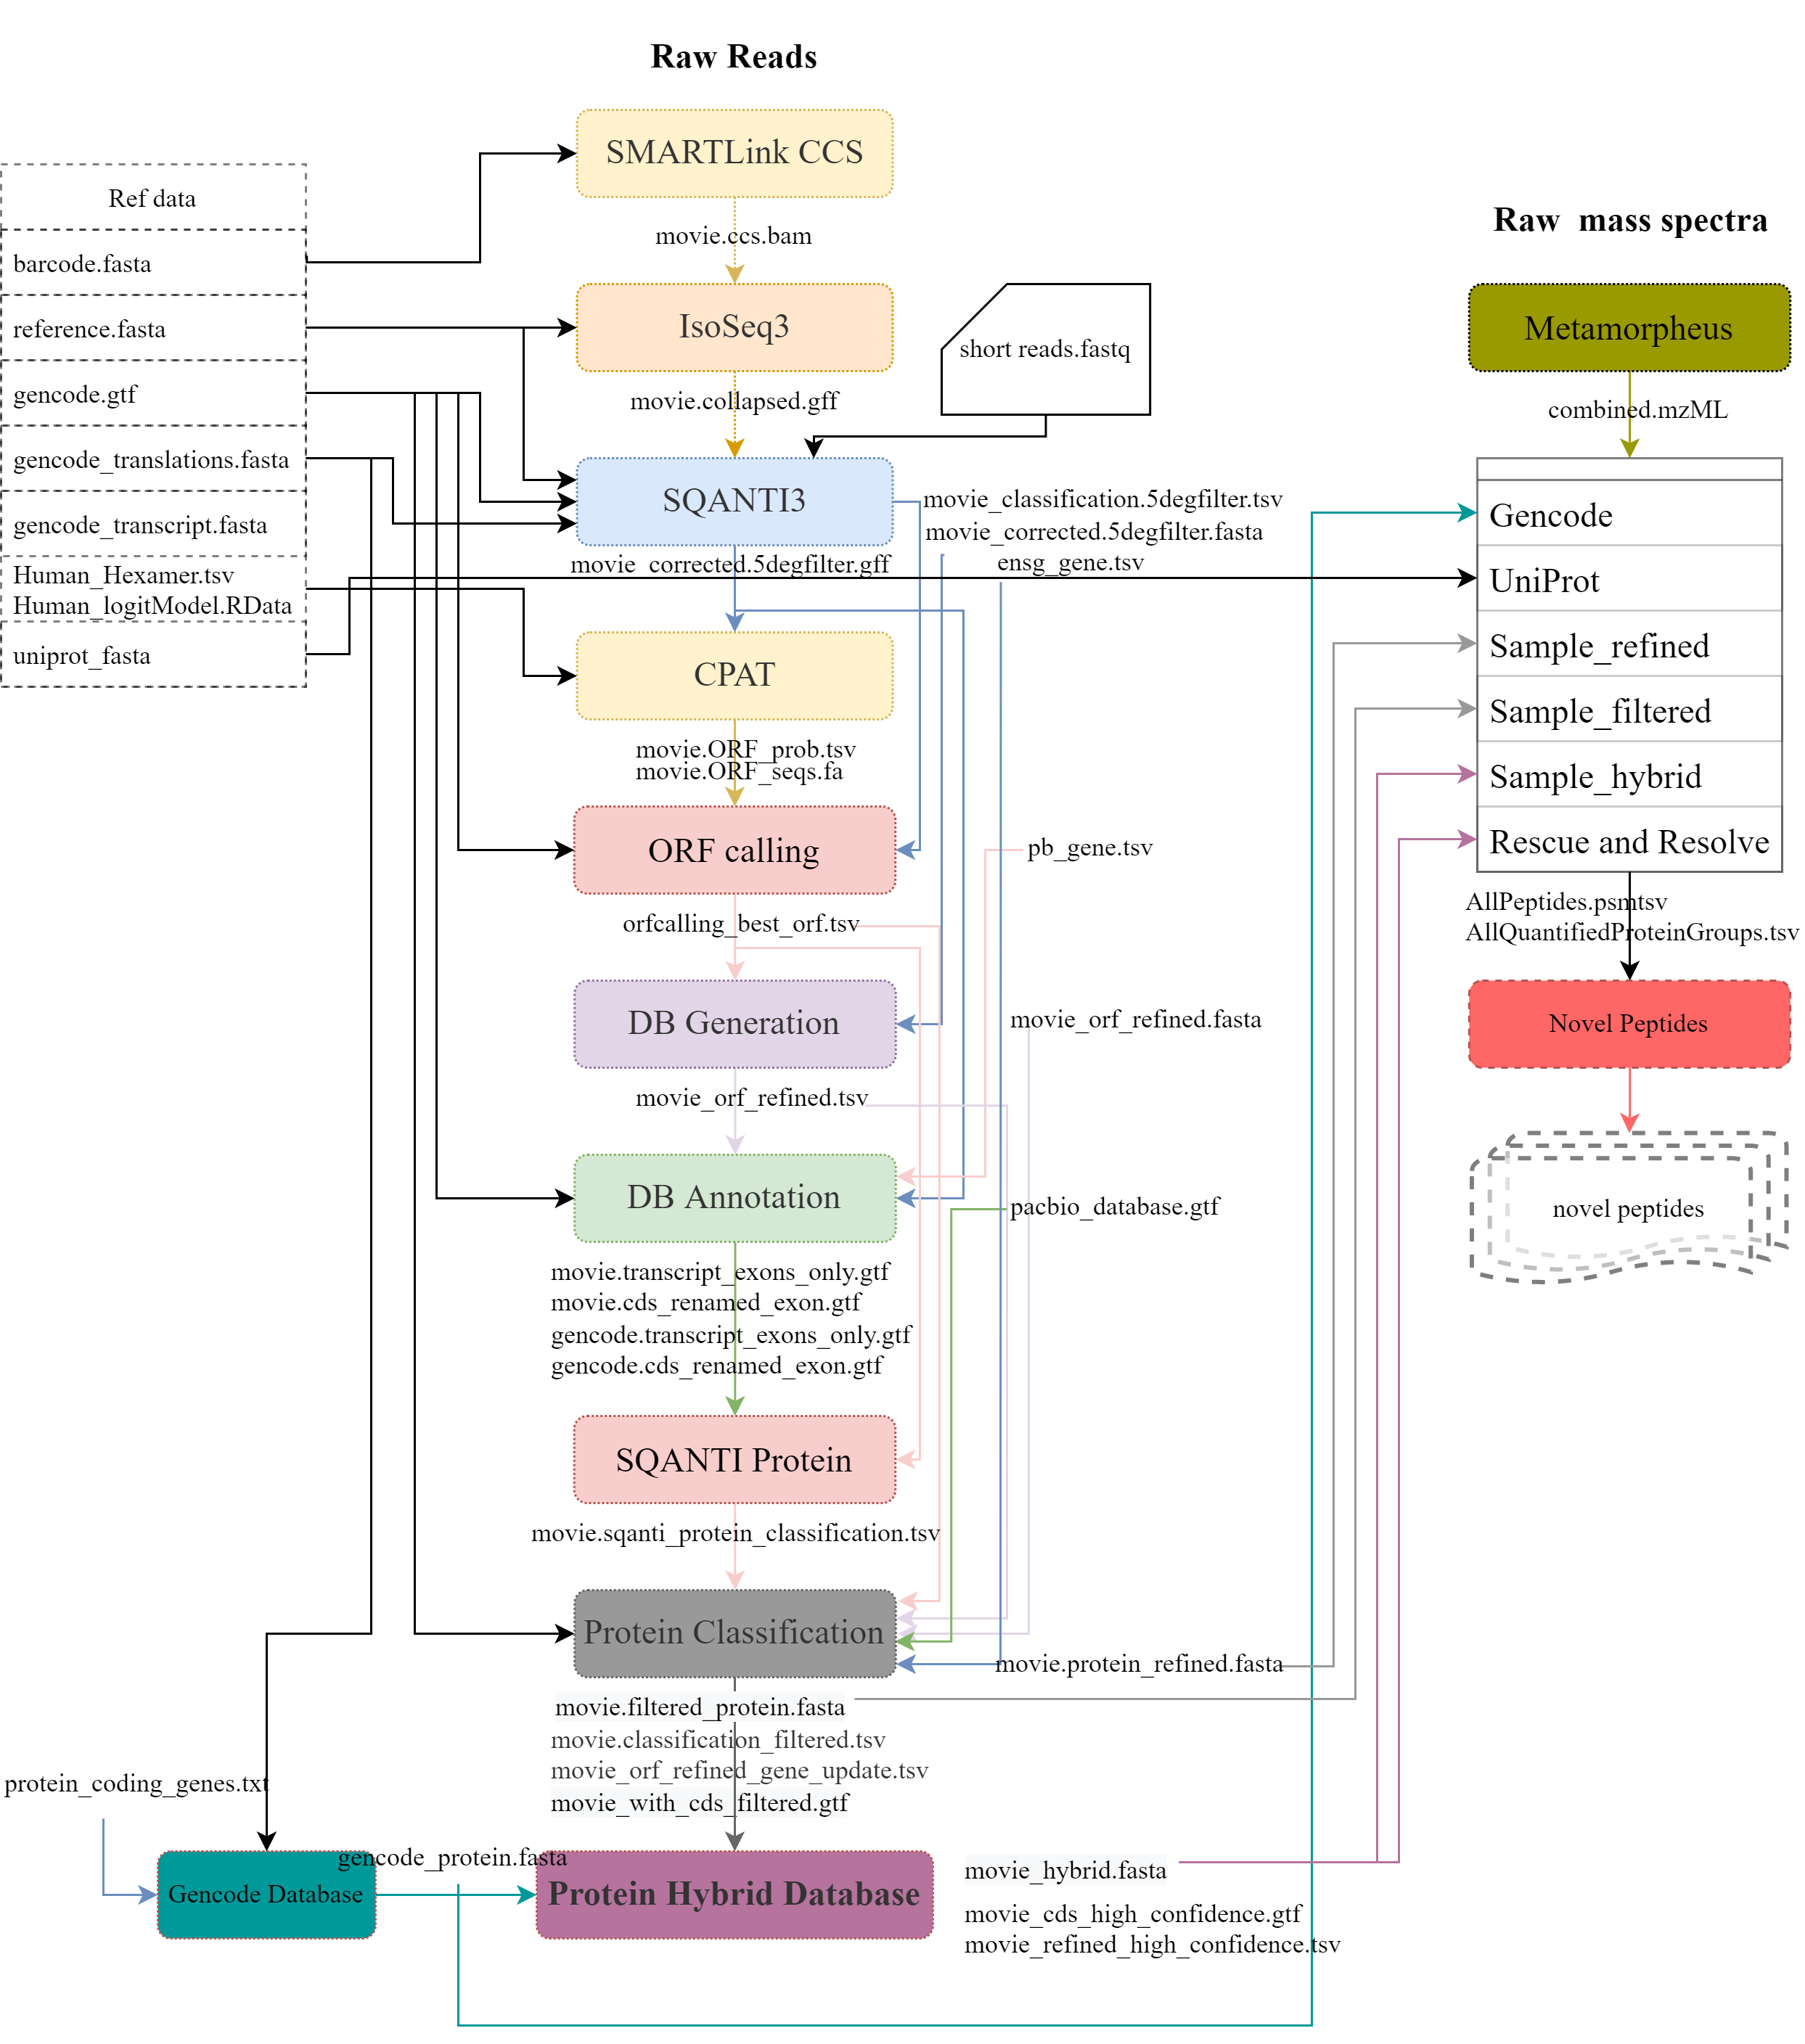 Raw Reads
SMARTLink CCS
movie.ccs.bam
IsoSeq3
movie.collapsed.gff
short reads.fastq
SQANTI3
movie_classification.5degfilter.tsv
movie_corrected.5degfilter.fasta
ensg_gene.tsv
movie_corrected.5degfilter.gff
Ref data
barcode.fasta
reference.fasta
gencode.gtf
gencode_translations.fasta
gencode_transcript.fasta
Human_Hexamer.tsv
Human_logitModel.RData
uniprot_fasta
CPAT
movie.ORF_prob.tsv
movie.ORF_seqs.fa
ORF calling
pb_gene.tsv
orfcalling_best_orf.tsv
DB Generation
movie_orf_refined.fasta
movie_orf_refined.tsv
DB Annotation
pacbio_database.gtf
movie.transcript_exons_only.gtf
movie.cds_renamed_exon.gtf
gencode.transcript_exons_only.gtf
gencode.cds_renamed_exon.gtf
SQANTI Protein
movie.sqanti_protein_classification.tsv
Protein Classification
movie.protein_refined.fasta
movie.filtered_protein.fasta
movie.classification_filtered.tsv
movie_orf_refined_gene_update.tsv
movie_with_cds_filtered.gtf
protein_coding_genes.txt
Gencode Database
gencode_protein.fasta
Protein Hybrid Database
movie_hybrid.fasta
movie_cds_high_confidence.gtf
movie_refined_high_confidence.tsv
Raw  mass spectra
Metamorpheus
combined.mzML
Gencode
UniProt
Sample_refined
Sample_filtered
Sample_hybrid
Rescue and Resolve
AllPeptides.psmtsv
AllQuantifiedProteinGroups.tsv
Novel Peptides
novel peptides